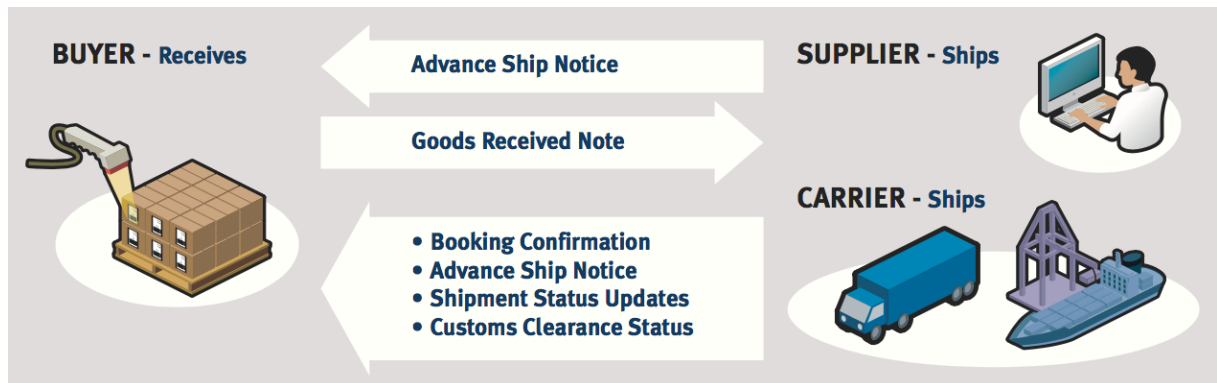 BUYER - Receives
Advance Ship Notice
SUPPLIER - Ships
Goods Received Note
CARRIER - Ships
• Booking Confirmation
• Advance Ship Notice
• Shipment Status Updates
• Customs Clearance Status